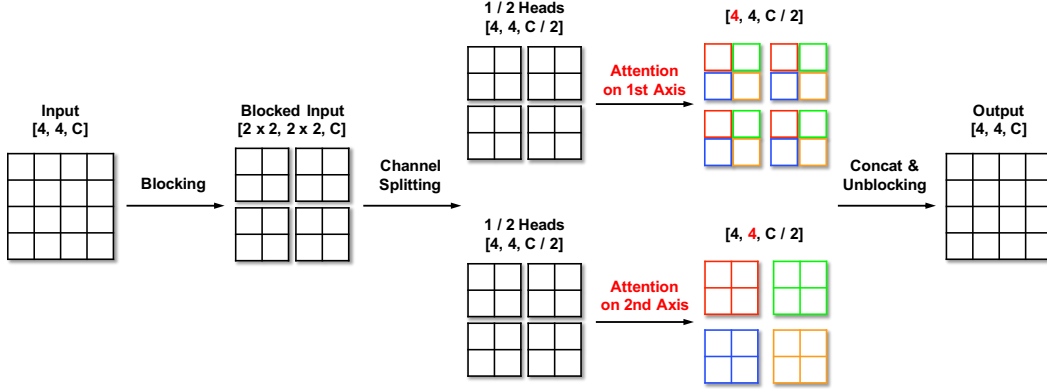 Input
[4, 4, C]
Blocking
Blocked Input
[2 x 2, 2 x 2, C]
Channel
Splitting
1 / 2 Heads
[4, 4, C / 2]
Attention
on 1st Axis
[4, 4, C / 2]
1 / 2 Heads
[4, 4, C / 2]
Attention
on 2nd Axis
[4, 4, C / 2]
Concat &
Unblocking
Output
[4, 4, C]